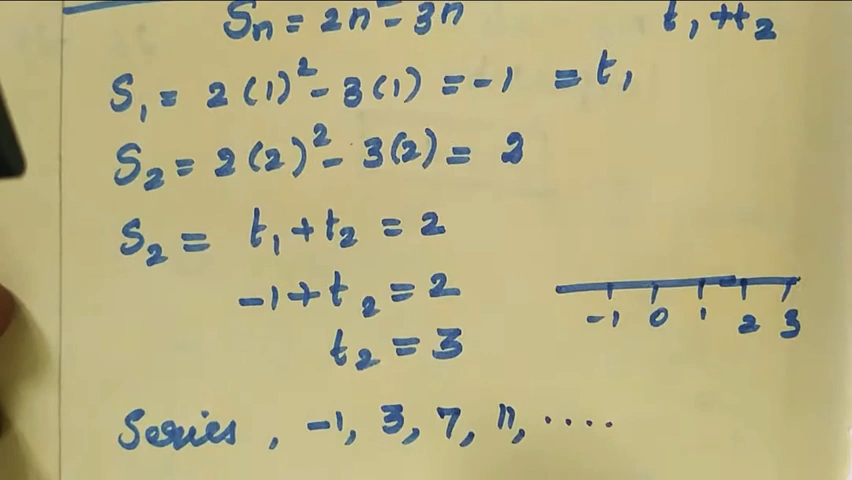 Sn = 2n² - 3n
t₁ + t₂
S₁ = 2(1)² - 3(1) = -1 = t₁
S₂ = 2(2)² - 3(2) = 2
S₂ = t₁ + t₂ = 2
-1 + t₂ = 2
t₂ = 3
-1 0 1 2 3
Series, -1, 3, 7, 11, ....